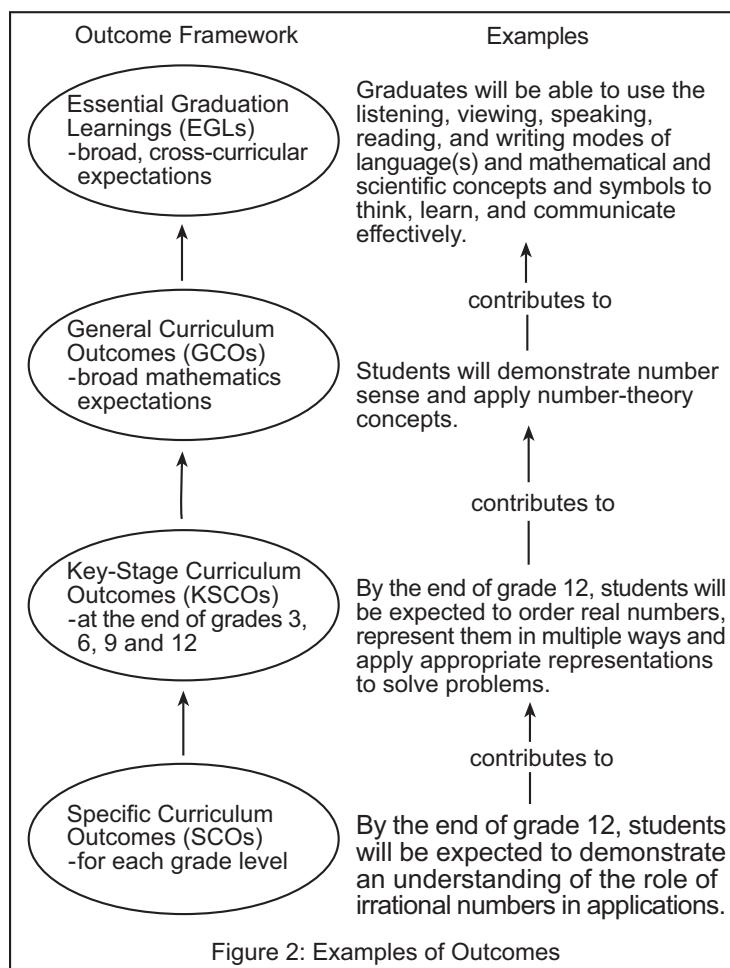 Outcome Framework
Examples
Essential Graduation
Learnings (EGLs)
-broad, cross-curricular
expectations
Graduates will be able to use the
listening, viewing, speaking,
reading, and writing modes of
language(s) and mathematical and
scientific concepts and symbols to
think, learn, and communicate
effectively.
contributes to
General Curriculum
Outcomes (GCOs)
-broad mathematics
expectations
Students will demonstrate number
sense and apply number-theory
concepts.
contributes to
Key-Stage Curriculum
Outcomes (KSCOs)
-at the end of grades 3,
6, 9 and 12
By the end of grade 12, students will
be expected to order real numbers,
represent them in multiple ways and
apply appropriate representations
to solve problems.
contributes to
Specific Curriculum
Outcomes (SCOs)
-for each grade level
By the end of grade 12, students
will be expected to demonstrate
an understanding of the role of
irrational numbers in applications.
Figure 2: Examples of Outcomes